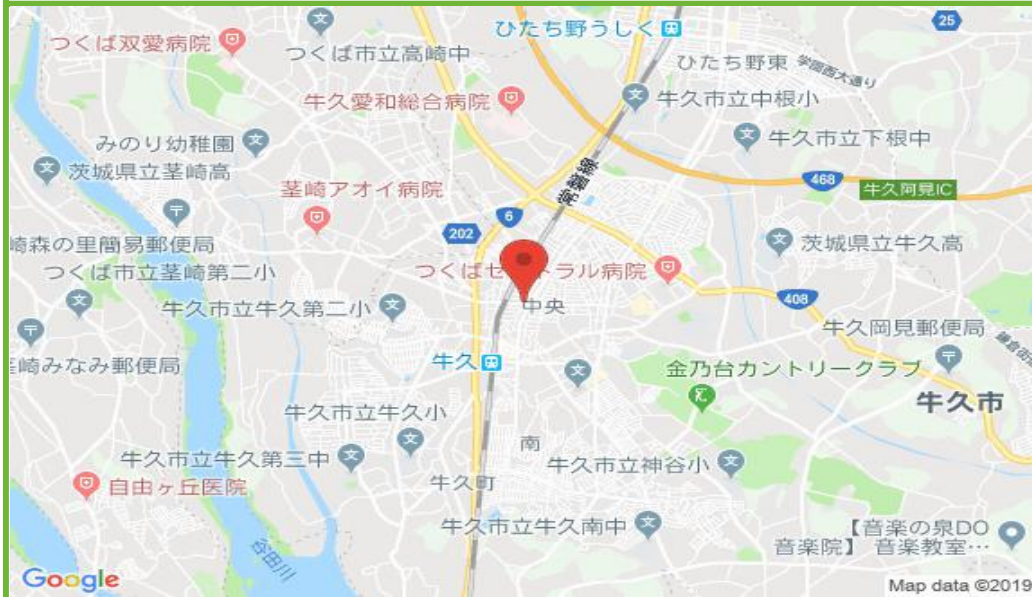 25
つくば双愛病院
つくば市立高崎中
ひたち野うしく
ひたち野東
学園西大通り
牛久愛和総合病院
牛久市立中根小
みのり幼稚園
牛久市立下根中
茨城県立茎崎高
茎崎アオイ病院
常磐線
468
牛久阿見IC
6
202
崎森の里簡易郵便局
茨城県立牛久高
つくば市立茎崎第二小
つくばセ
トラル病院
牛久市立牛久第二小
中央
408
牛久岡見郵便局
崎みなみ郵便局
牛久
金乃台カントリークラブ
牛久市
牛久市立牛久小
南
牛久市立牛久第三中
牛久市立神谷小
自由ヶ丘医院
牛久町
牛久市立牛久南中
【音楽の泉DO
音楽院】 音楽教室…
谷田川
Google
Map data ©2019